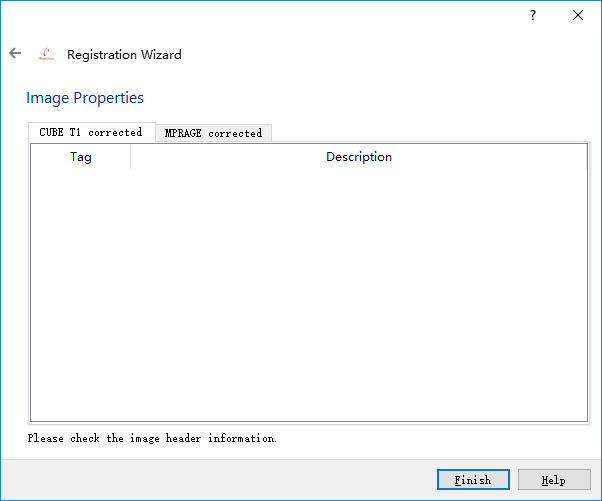 ?
Registration Wizard
Image Properties
CUBE T1 corrected
MPRAGE corrected
Tag
Description
Please check the image header information.
Finish
Help